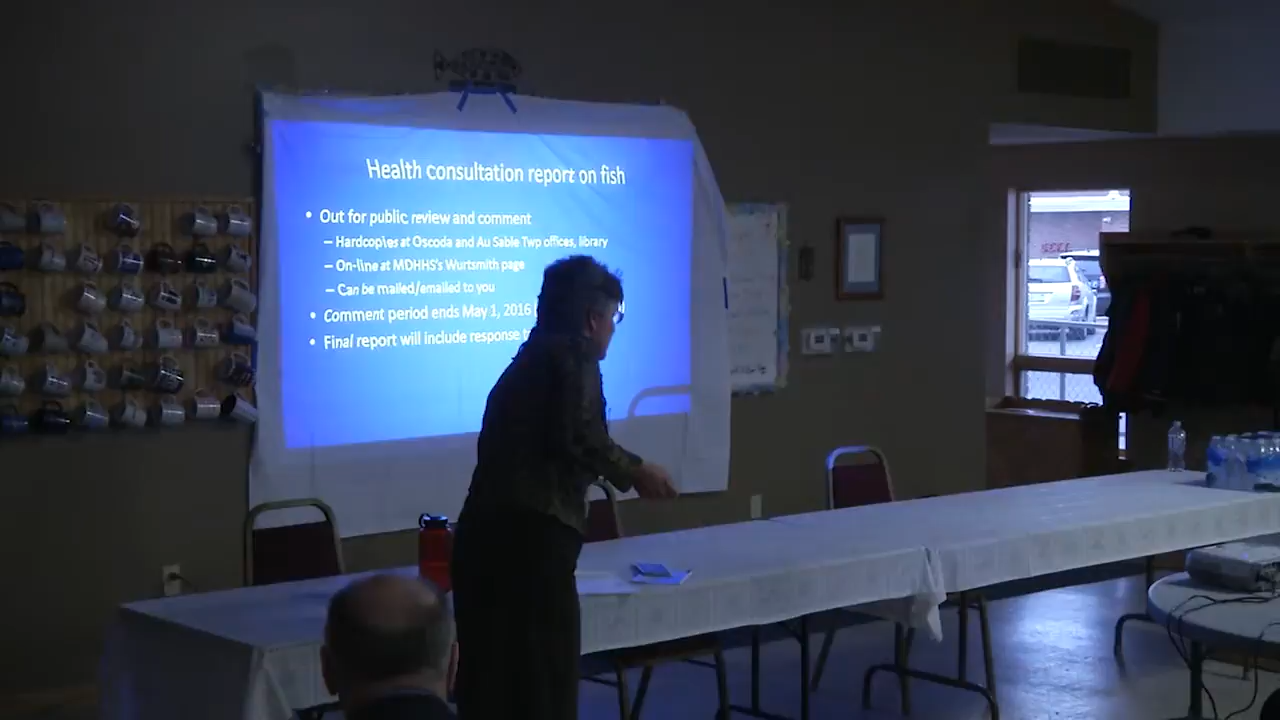 Health consultation report on fish
• Out for public review and comment
– Hardcopies at Oscoda and Au Sable Twp offices, library
– On-line at MDHHS's Wurtsmith page
– Can be mailed/emailed to you
• Comment period ends May 1, 2016
• Final report will include response